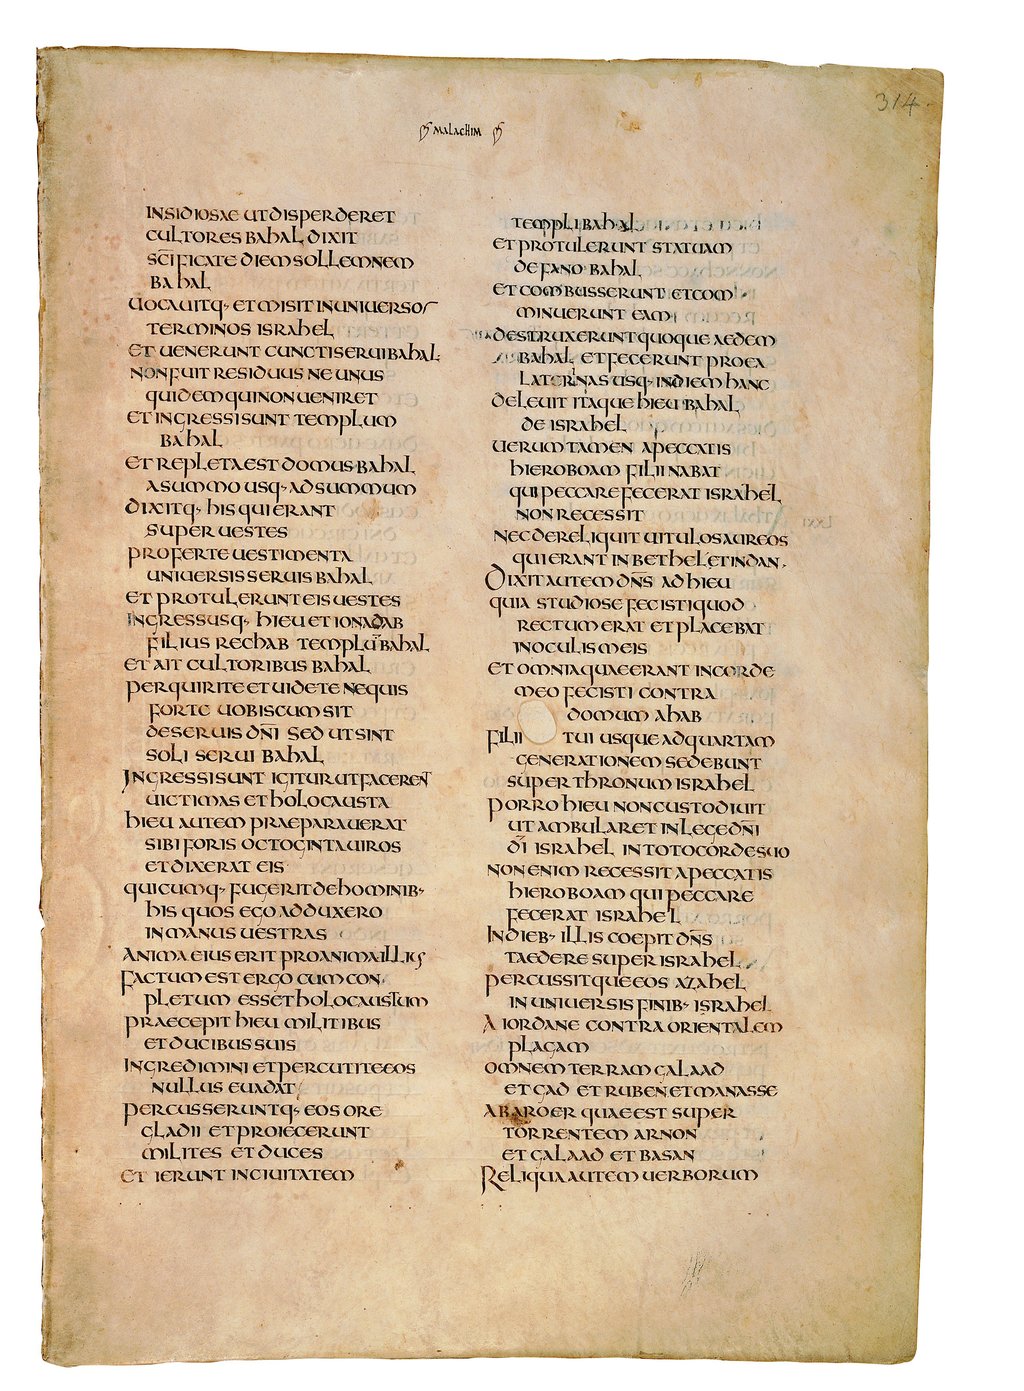 314
MALACHIM
INSIDIOSAE UT DISPERDERET
CULTORES BAHAL DIXIT
SC̅IFICATE DIEM SOLLEMNEM
BAHAL
UOCAUITQ· ET MISIT IN UNIUERSOS
TERMINOS ISRAHEL
ET UENERUNT CUNCTI SERUI BAHAL
NON FUIT RESIDUUS NE UNUS
QUIDEM QUI NON UENIRET
ET INGRESSI SUNT TEMPLUM
BAHAL
ET REPLETA EST DOMUS BAHAL
A SUMMO USQ· AD SUMMUM
DIXITQ· HIS QUI ERANT
SUPER UESTES
PROFERTE UESTIMENTA
UNIUERSIS SERUIS BAHAL
ET PROTULERUNT EIS UESTES
INGRESSUSQ· HIEU ET IONADAB
FILIUS RECHAB TEMPLU̅ BAHAL
ET AIT CULTORIBUS BAHAL
PERQUIRITE ET UIDETE NE QUIS
FORTE UOBISCUM SIT
DE SERUIS DN̅I SED UT SINT
SOLI SERUI BAHAL
INGRESSI SUNT IGITUR UT FACERENT
UICTIMAS ET HOLOCAUSTA
HIEU AUTEM PRAEPARAUERAT
SIBI FORIS OCTOGINTA UIROS
ET DIXERAT EIS
QUICUMQ· FUGERIT DE HOMINIB·
HIS QUOS EGO ADDUXERO
IN MANUS UESTRAS
ANIMA EIUS ERIT PRO ANIMA ILLIUS
FACTUM EST ERGO CUM CON
PLETUM ESSET HOLOCAUSTUM
PRAECEPIT HIEU MILITIBUS
ET DUCIBUS SUIS
INGREDIMINI ET PERCUTITE EOS
NULLUS EUADAT
PERCUSSERUNTQ· EOS ORE
GLADII ET PROIECERUNT
MILITES ET DUCES
ET IERUNT IN CIUITATEM
TEMPLI BAHAL
ET PROTULERUNT STATUAM
DE FANO BAHAL
ET COMBUSSERUNT ET COM
MINUERUNT EAM
DESTRUXERUNT QUOQUE AEDEM
BAHAL ET FECERUNT PRO EA
LATRINAS USQ· IN DIEM HANC
DELEUIT ITAQUE HIEU BAHAL
DE ISRAHEL
UERUMTAMEN A PECCATIS
HIEROBOAM FILII NABAT
QUI PECCARE FECERAT ISRAHEL
NON RECESSIT
NEC DERELIQUIT UITULOS AUREOS
QUI ERANT IN BETHEL ET IN DAN
DIXIT AUTEM DN̅S AD HIEU
QUIA STUDIOSE FECISTI QUOD
RECTUM ERAT ET PLACEBAT
IN OCULIS MEIS
ET OMNIA QUAE ERANT IN CORDE
MEO FECISTI CONTRA
DOMUM AHAB
FILII TUI USQUE AD QUARTAM
GENERATIONEM SEDEBUNT
SUPER THRONUM ISRAHEL
PORRO HIEU NON CUSTODIUIT
UT AMBULARET IN LEGE DN̅I
DI̅ ISRAHEL IN TOTO CORDE SUO
NON ENIM RECESSIT A PECCATIS
HIEROBOAM QUI PECCARE
FECERAT ISRAHEL
IN DIEB· ILLIS COEPIT DN̅S
TAEDERE SUPER ISRAHEL
PERCUSSITQUE EOS AZAHEL
IN UNIUERSIS FINIB· ISRAHEL
A IORDANE CONTRA ORIENTALEM
PLAGAM
OMNEM TERRAM GALAAD
ET GAD ET RUBEN ET MANASSE
AB AROER QUAE EST SUPER
TORRENTEM ARNON
ET GALAAD ET BASAN
RELIQUA AUTEM UERBORUM